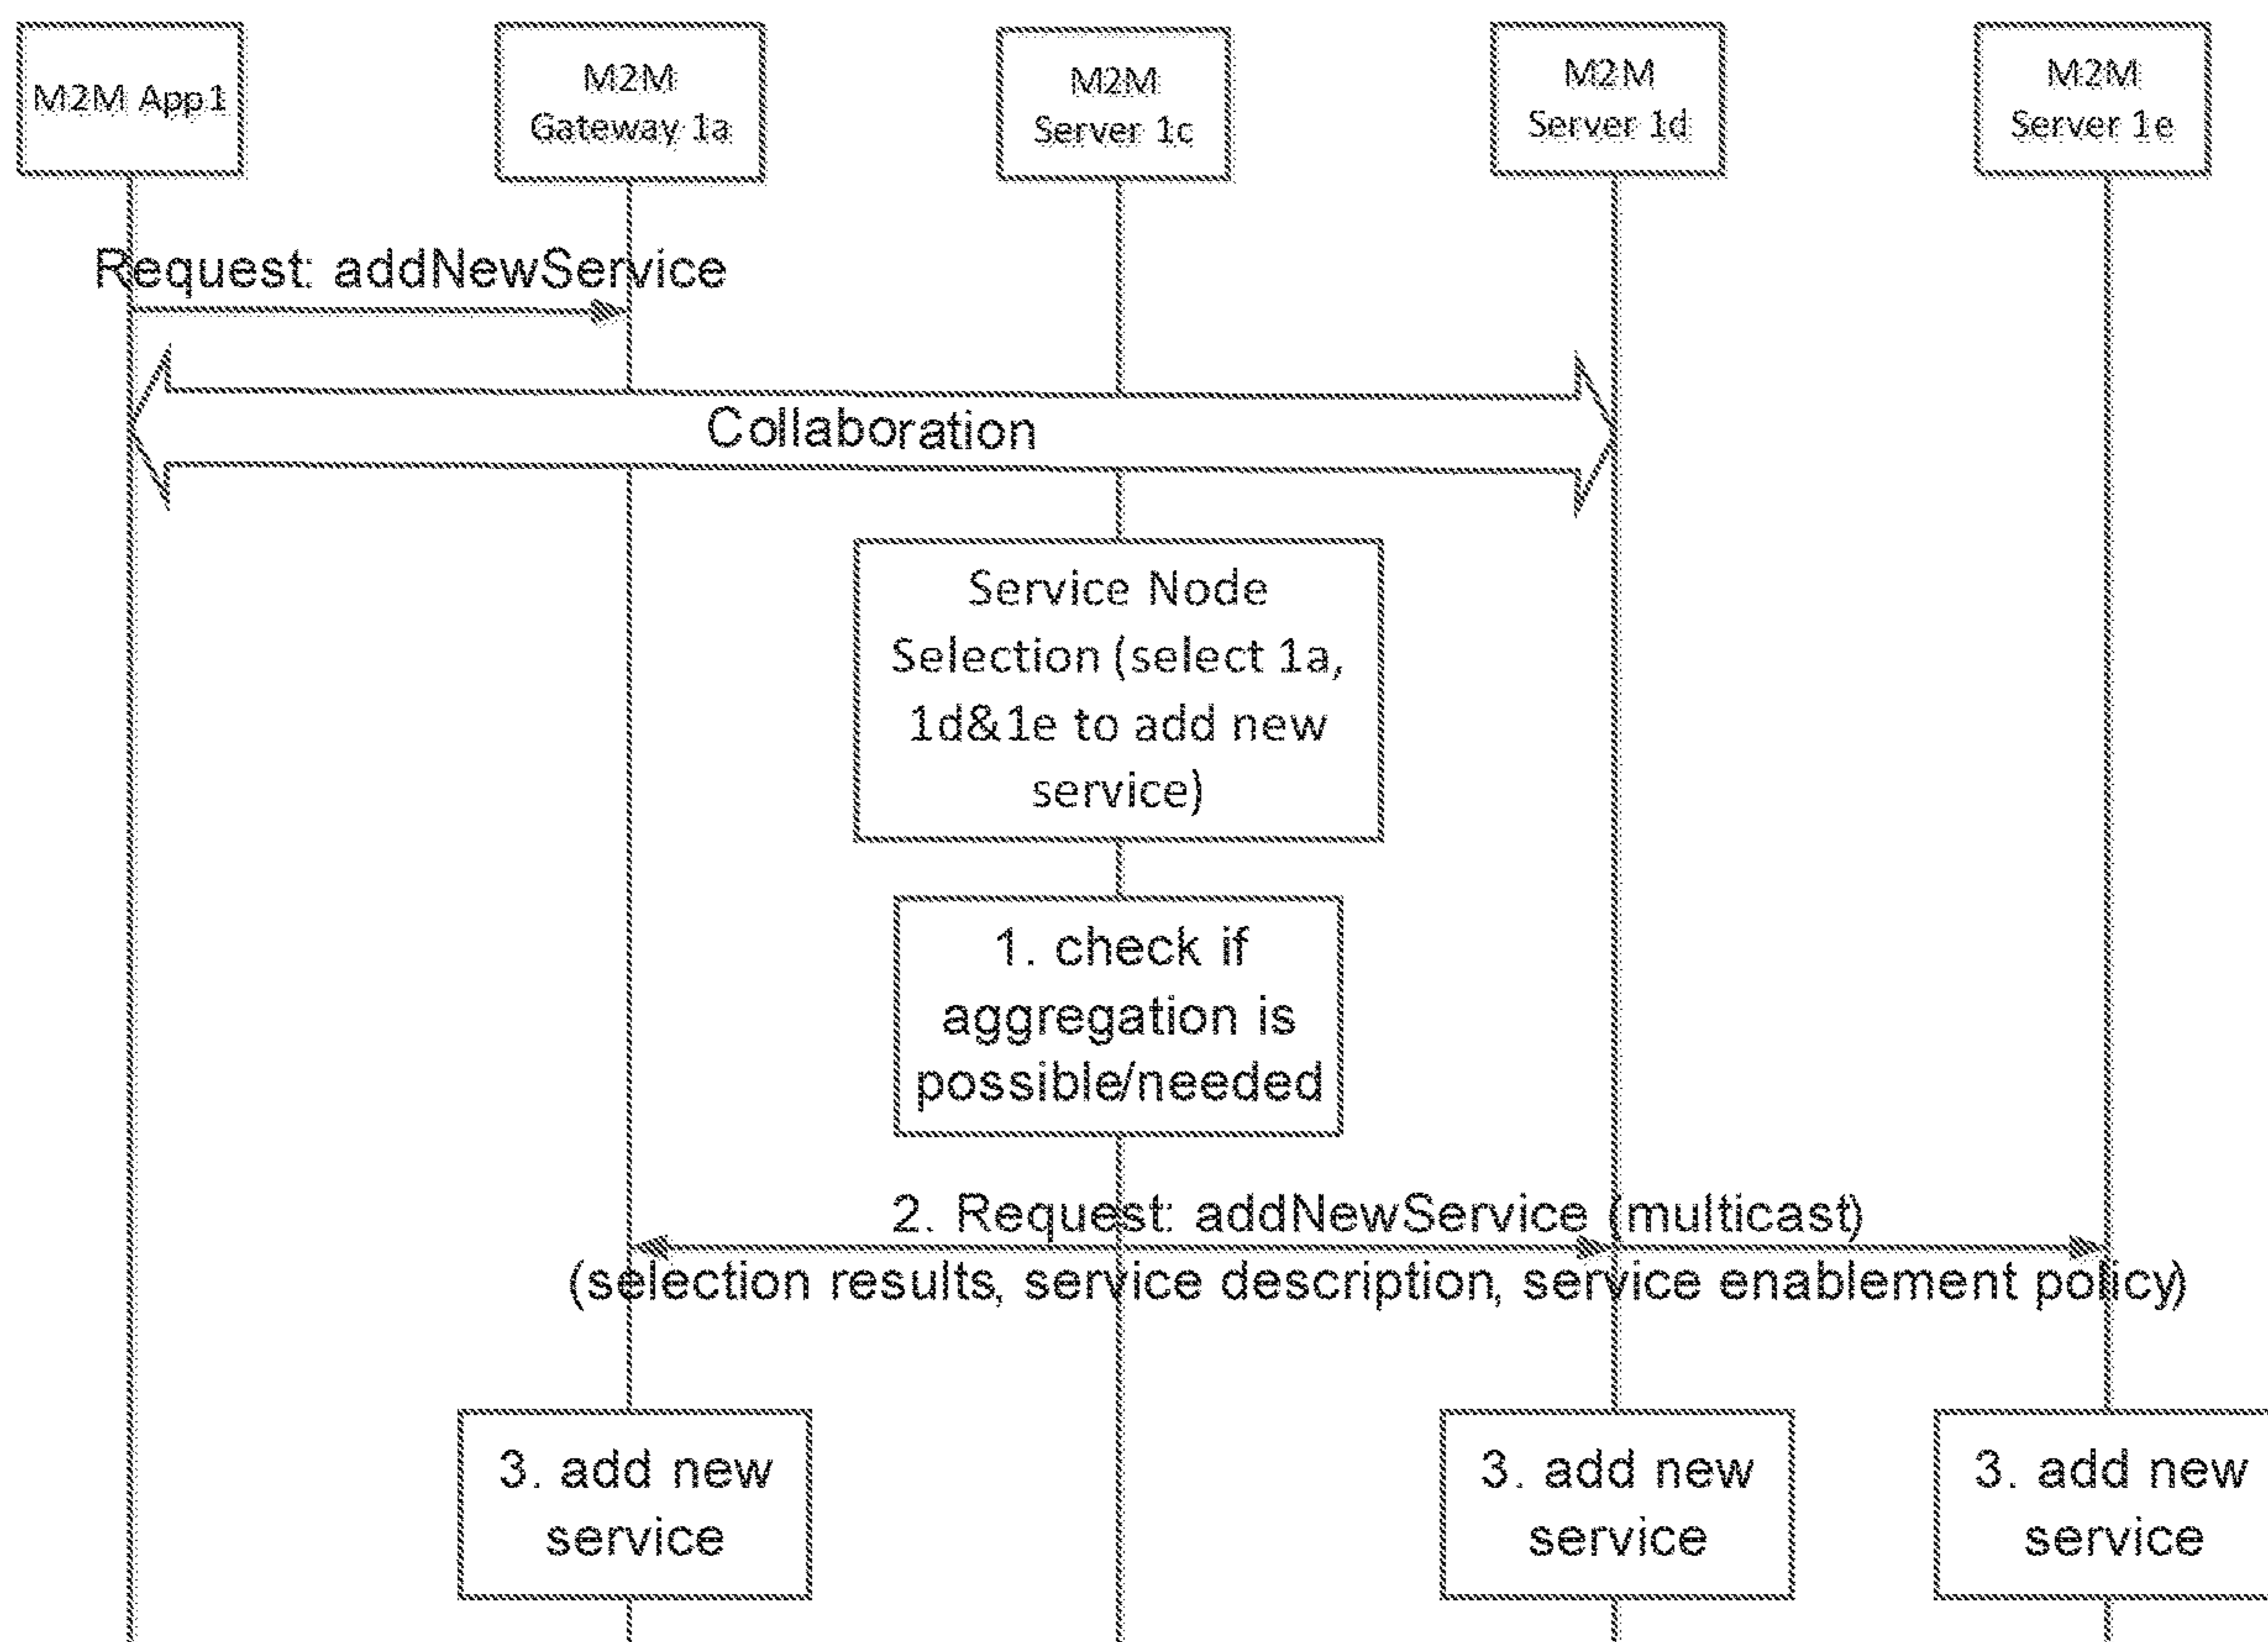 M2M App1
M2M
Gateway 1a
M2M
Server 1c
M2M
Server 1d
M2M
Server 1e
Request: addNewService
Collaboration
Service Node
Selection (select 1a,
1d&1e to add new
service)
1. check if
aggregation is
possible/needed
2. Request: addNewService (multicast)
(selection results, service description, service enablement policy)
3. add new
service
3. add new
service
3. add new
service